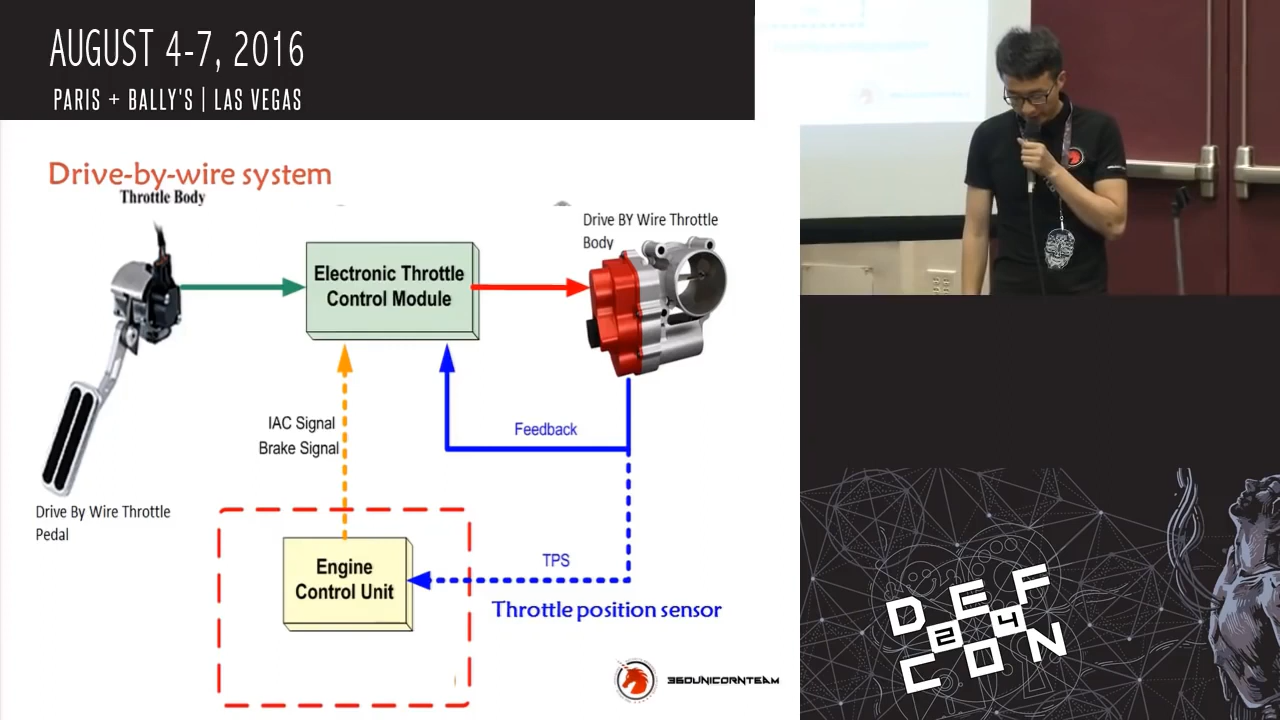 AUGUST 4-7, 2016
PARIS + BALLY'S | LAS VEGAS
Drive-by-wire system
Throttle Body
Drive BY Wire Throttle
Body
Electronic Throttle
Control Module
IAC Signal
Brake Signal
Feedback
Drive By Wire Throttle
Pedal
Engine
Control Unit
TPS
Throttle position sensor
360UNICORNTEAM
DEF
24
CON